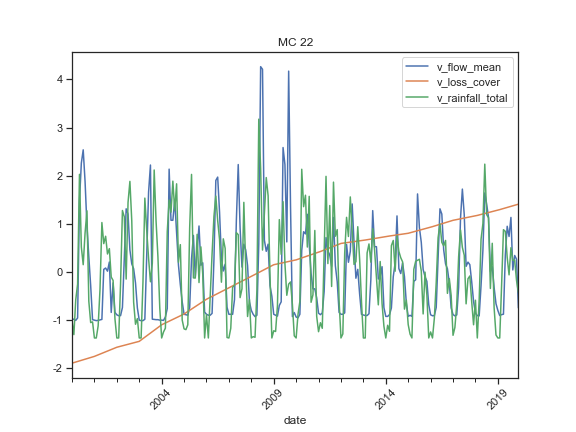 MC 22
v_flow_mean
v_loss_cover
v_rainfall_total
4
3
2
1
0
-1
-2
2004
2009
2014
2019
date